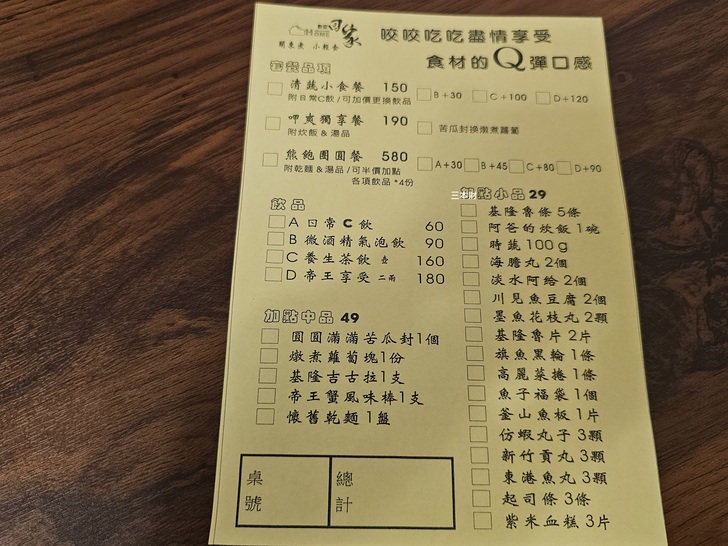 咬咬吃吃盡情享受
食材的Q彈口感
關東煮 小輕食
套餐品項
清蔬小食餐 150 B+30 C+100 D+120
附日常C飲/可加價更換飲品
呷爽獨享餐 190 苦瓜封換燉煮蘿蔔
附炊飯&湯品
熊飽團圓餐 580 A+30 B+45 C+80 D+90
附乾麵&湯品/可半價加點
各項飲品 *4份
飲品
A 日常C飲 60
B 微酒精氣泡飲 90
C 養生茶飲 壺 160
D 帝王享受 二兩 180
加點中品 49
圓圓滿滿苦瓜封1個
燉煮蘿蔔塊1份
基隆吉古拉1支
帝王蟹風味棒1支
懷舊乾麵1盤
桌號
總計
加點小品 29
三本財
基隆魯條 5條
阿爸的炊飯 1碗
時蔬 100g
海膽丸 2個
淡水阿給 2個
川見魚豆腐 2個
墨魚花枝丸 2顆
基隆魯片 2片
旗魚黑輪 1條
高麗菜捲 1條
魚子福袋 1個
釜山魚板 1片
仿蝦丸子 3顆
新竹貢丸 3顆
東港魚丸 3顆
起司條 3條
紫米血糕 3片